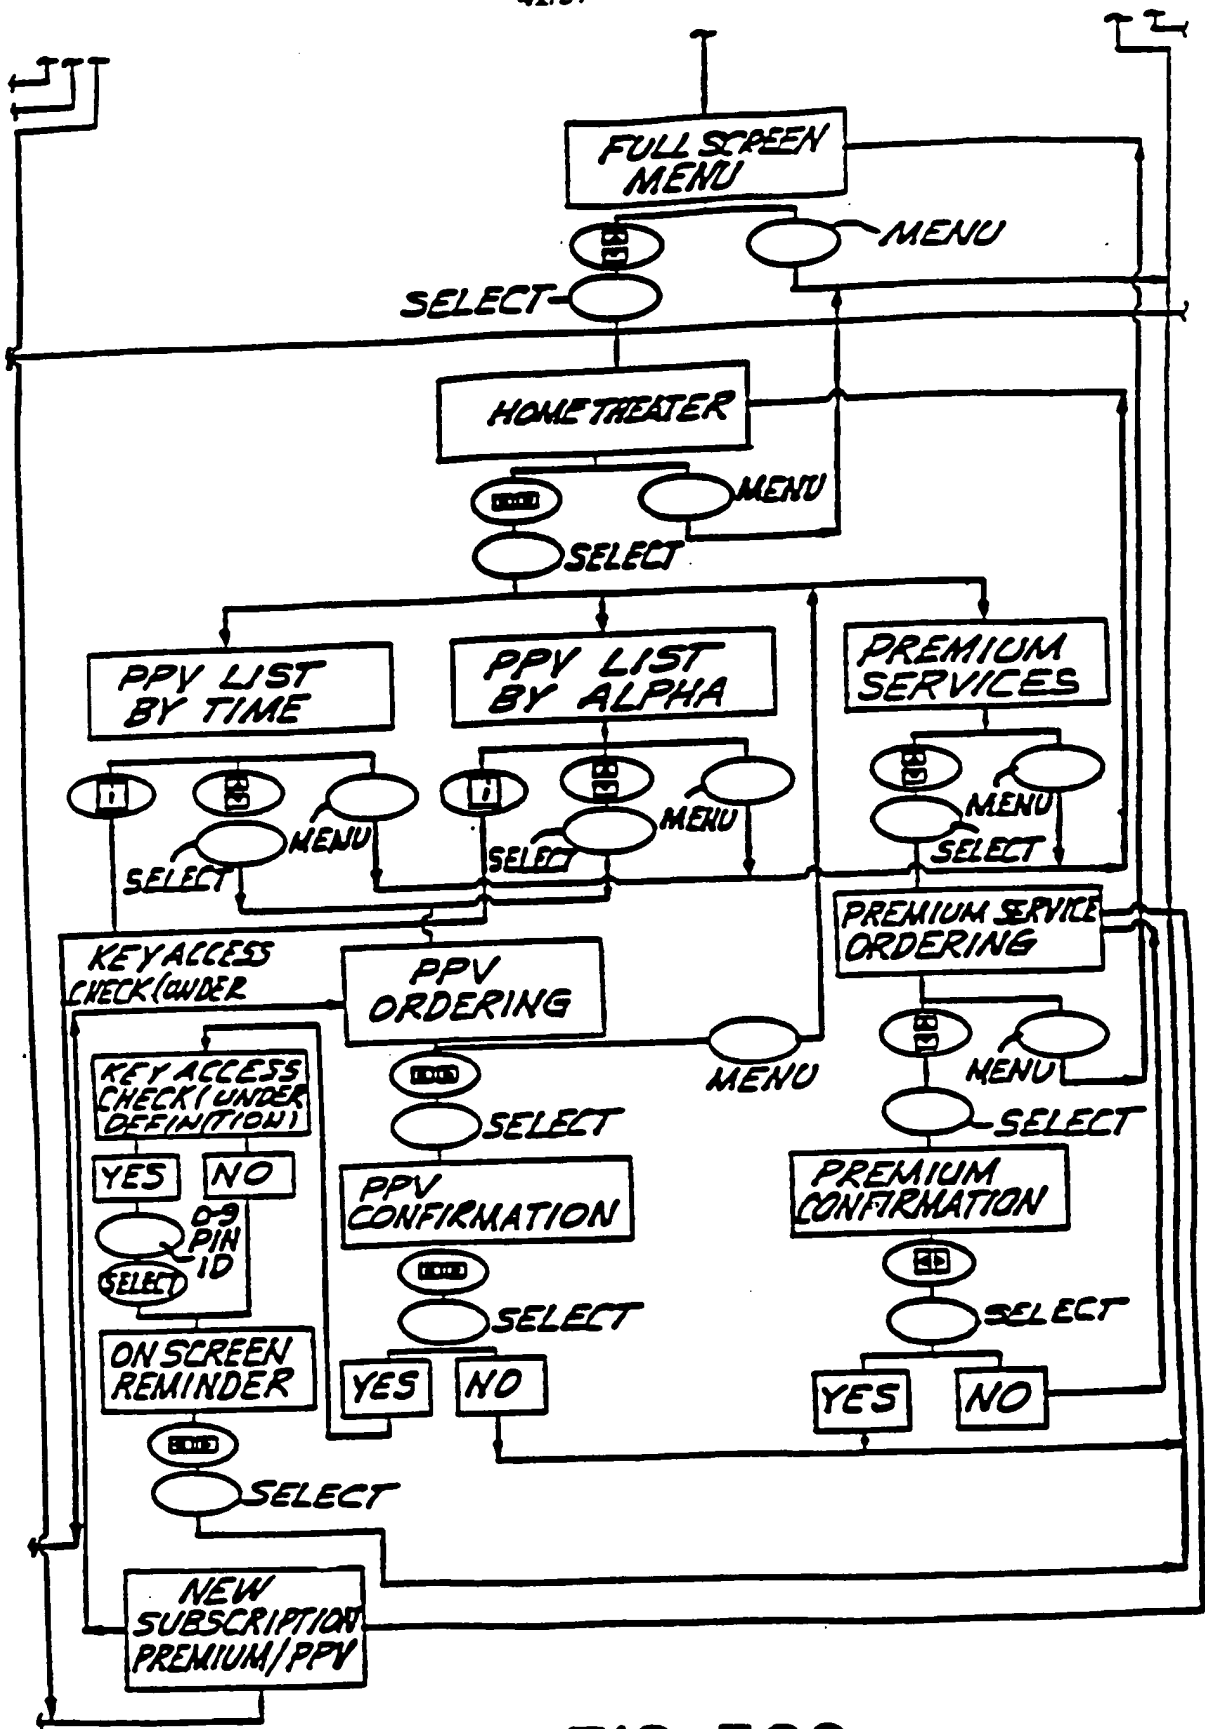 FULL SCREEN
MENU
MENU
SELECT
HOME THEATER
MENU
SELECT
PPV LIST
BY TIME
PPV LIST
BY ALPHA
PREMIUM
SERVICES
i
i
MENU
SELECT
MENU
SELECT
MENU
SELECT
KEY ACCESS
CHECK (UNDER
PPV
ORDERING
PREMIUM SERVICE
ORDERING
MENU
MENU
KEY ACCESS
CHECK (UNDER
DEFINITION)
SELECT
SELECT
YES
NO
0-9
PIN
ID
SELECT
PPV
CONFIRMATION
PREMIUM
CONFIRMATION
SELECT
SELECT
ON SCREEN
REMINDER
YES
NO
YES
NO
SELECT
NEW
SUBSCRIPTION
PREMIUM/PPV